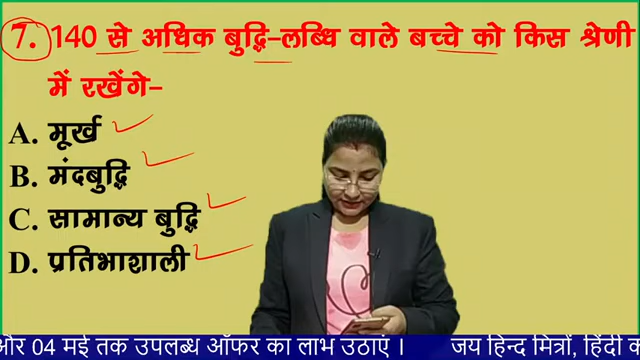 7. 140 से अधिक बुद्धि-लब्धि वाले बच्चे को किस श्रेणी
में रखेंगे-
A. मूर्ख
B. मंदबुद्धि
C. सामान्य बुद्धि
D. प्रतिभाशाली
और 04 मई तक उपलब्ध ऑफर का लाभ उठाएं । जय हिन्द मित्रों, हिंदी